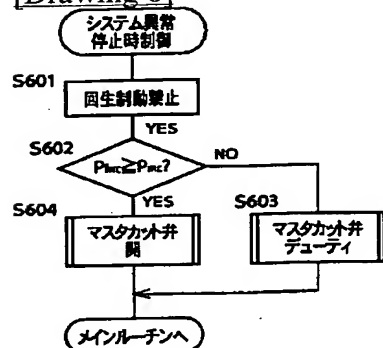 [Drawing 6]
システム異常
停止時制御
S601
回生制動禁止
YES
S602
NO
YES
S604
マスタカット弁
開
S603
マスタカット弁
デューティ
メインルーチンへ